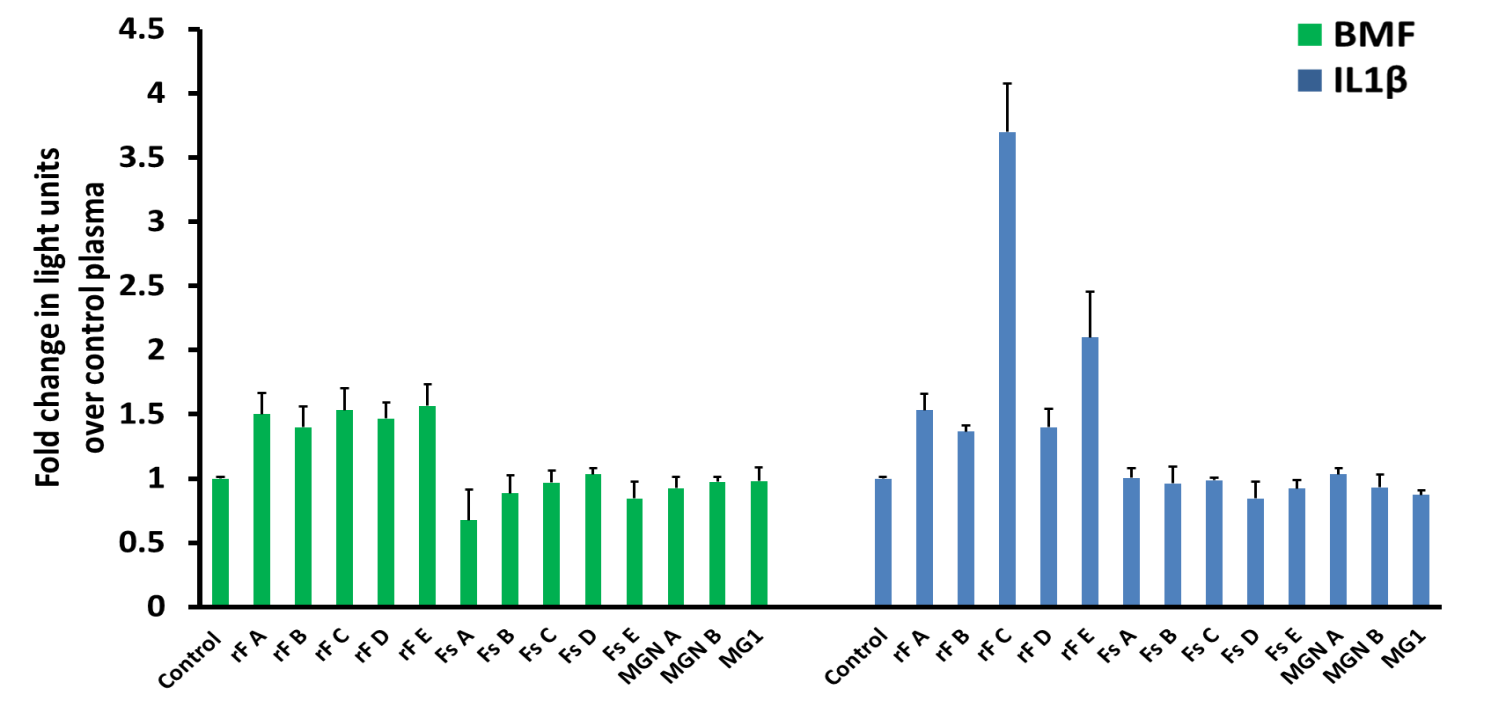 BMF
IL1β
Fold change in light units
over control plasma
4.5
4
3.5
3
2.5
2
1.5
1
0.5
0
Control
rF A
rF B
rF C
rF D
rF E
Fs A
Fs B
Fs C
Fs D
Fs E
MGN A
MGN B
MG1
Control
rF A
rF B
rF C
rF D
rF E
Fs A
Fs B
Fs C
Fs D
Fs E
MGN A
MGN B
MG1